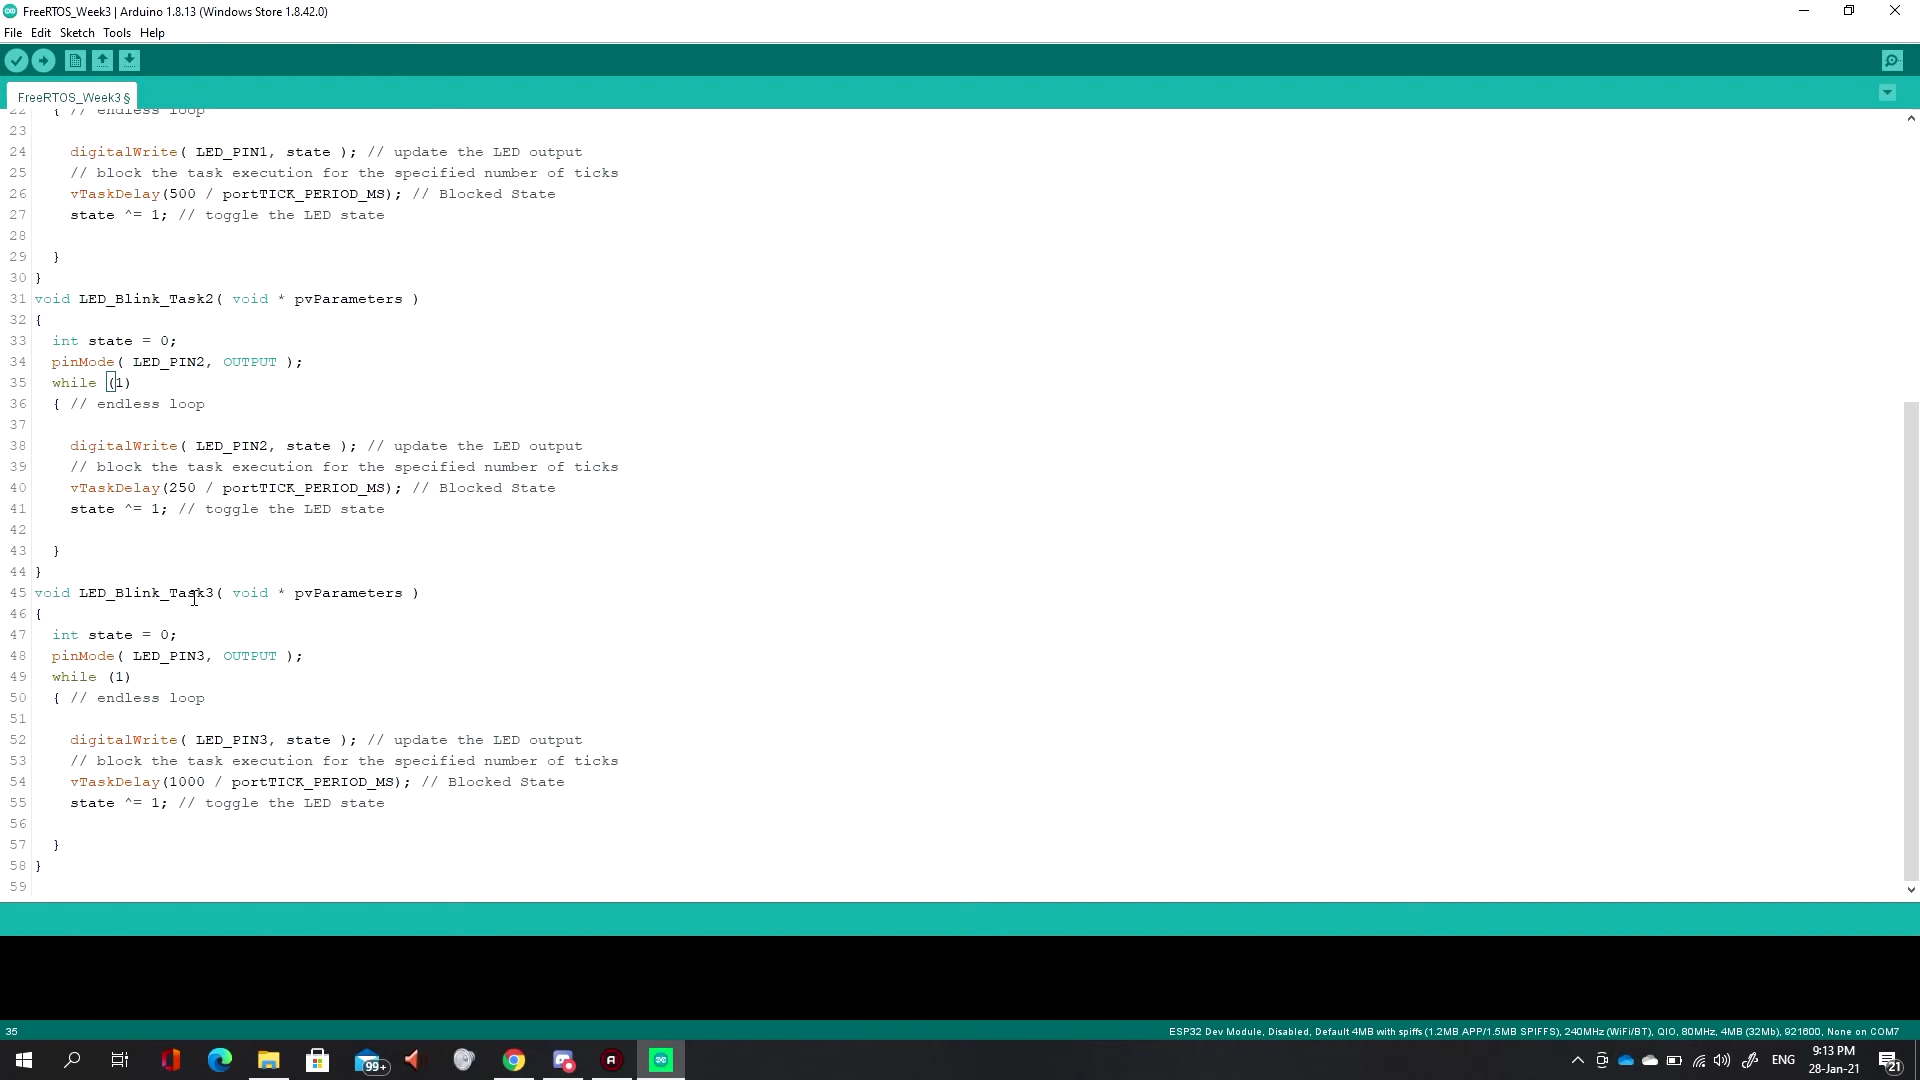 FreeRTOS_Week3 | Arduino 1.8.13 (Windows Store 1.8.42.0)
File Edit Sketch Tools Help
FreeRTOS_Week3 §
22 { // endless loop
23
24 digitalWrite( LED_PIN1, state ); // update the LED output
25 // block the task execution for the specified number of ticks
26 vTaskDelay(500 / portTICK_PERIOD_MS); // Blocked State
27 state ^= 1; // toggle the LED state
28
29 }
30 }
31 void LED_Blink_Task2( void * pvParameters )
32 {
33 int state = 0;
34 pinMode( LED_PIN2, OUTPUT );
35 while (1)
36 { // endless loop
37
38 digitalWrite( LED_PIN2, state ); // update the LED output
39 // block the task execution for the specified number of ticks
40 vTaskDelay(250 / portTICK_PERIOD_MS); // Blocked State
41 state ^= 1; // toggle the LED state
42
43 }
44 }
45 void LED_Blink_Task3( void * pvParameters )
46 {
47 int state = 0;
48 pinMode( LED_PIN3, OUTPUT );
49 while (1)
50 { // endless loop
51
52 digitalWrite( LED_PIN3, state ); // update the LED output
53 // block the task execution for the specified number of ticks
54 vTaskDelay(1000 / portTICK_PERIOD_MS); // Blocked State
55 state ^= 1; // toggle the LED state
56
57 }
58 }
59
35 ESP32 Dev Module, Disabled, Default 4MB with spiffs (1.2MB APP/1.5MB SPIFFS), 240MHz (WiFi/BT), QIO, 80MHz, 4MB (32Mb), 921600, None on COM7
99+ ENG 9:13 PM
28-Jan-21 21